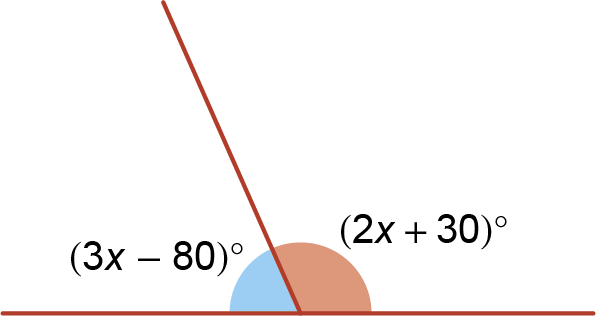 (2x + 30)°
(3x − 80)°